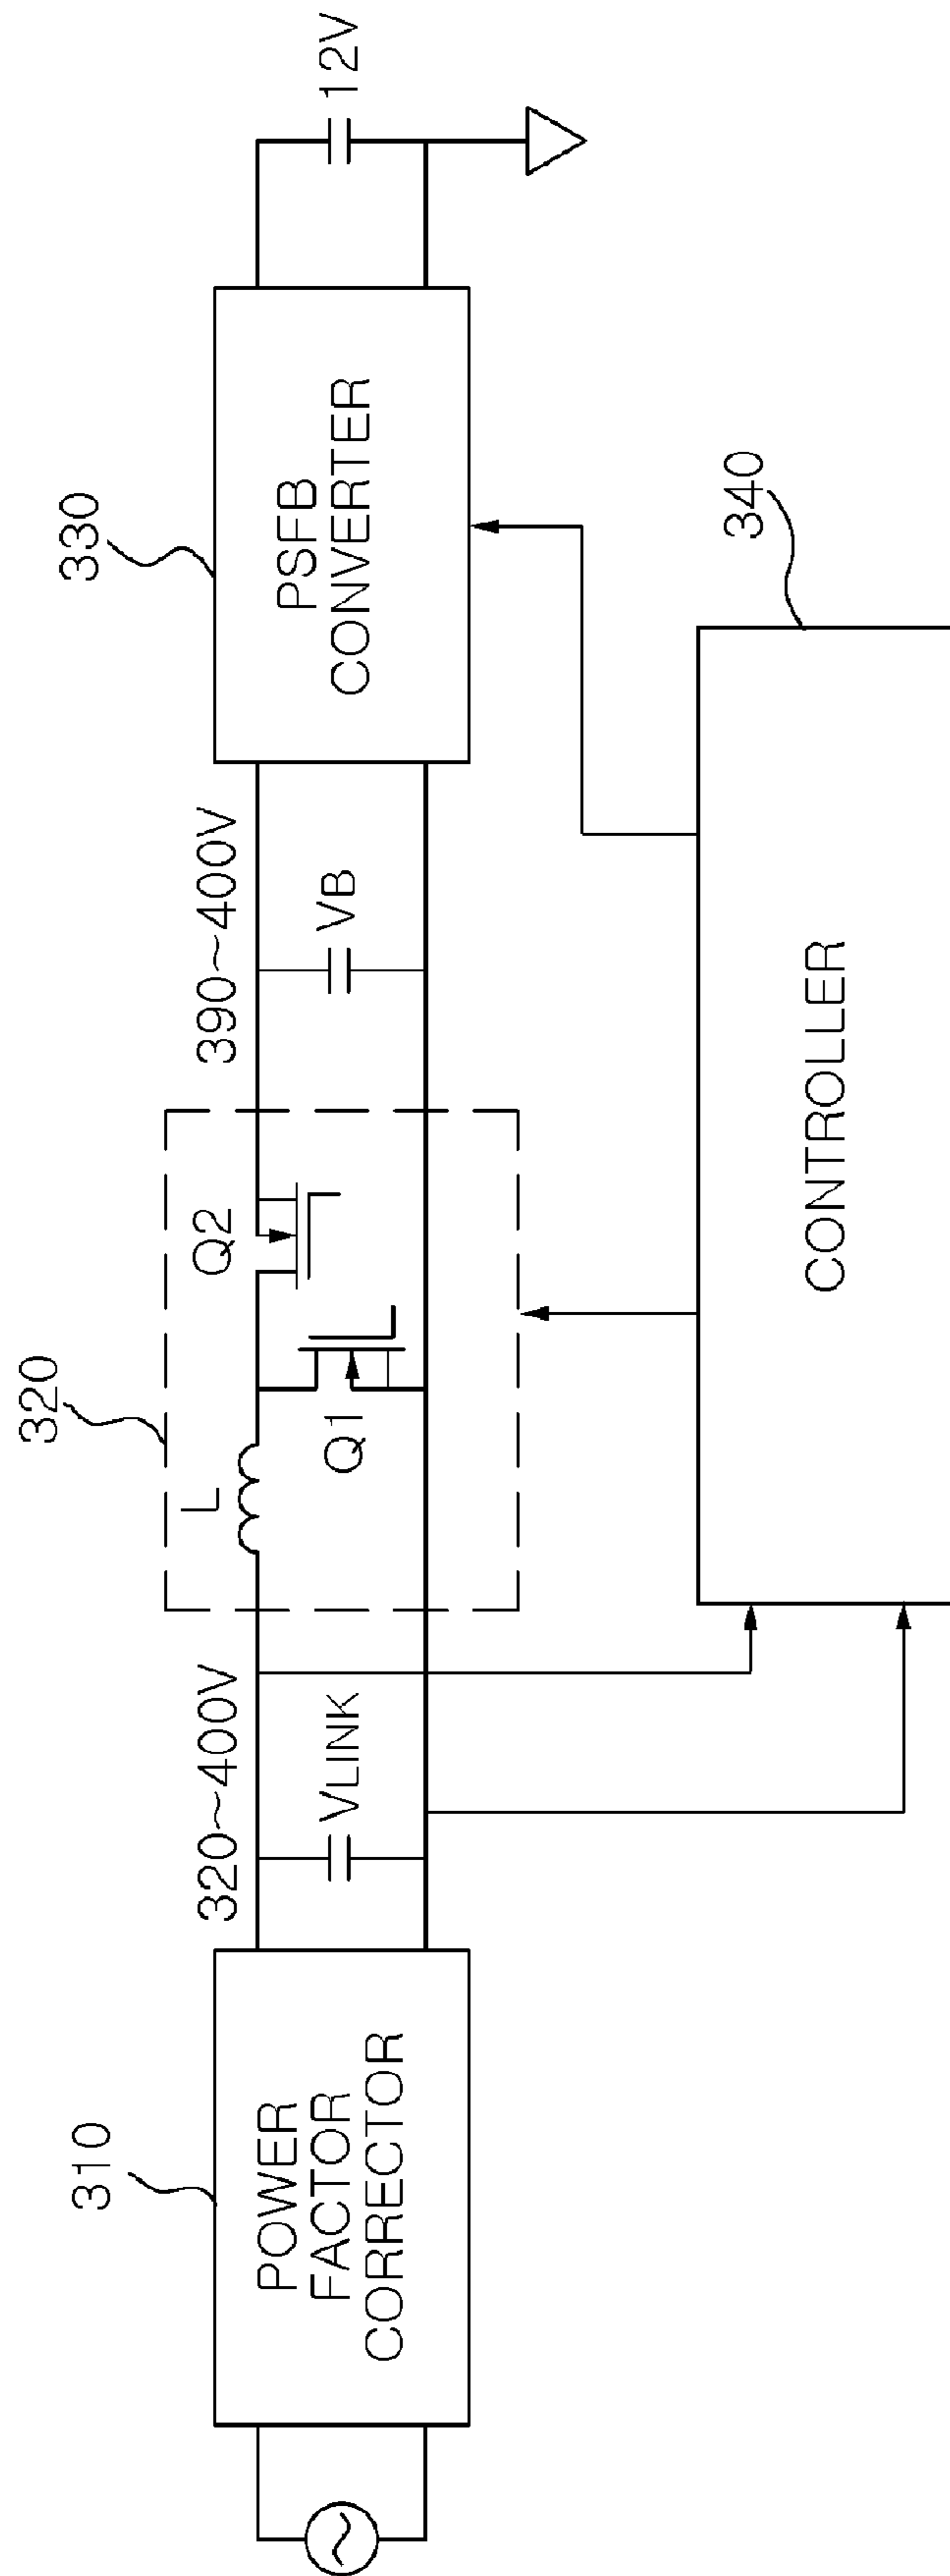 310
POWER
FACTOR
CORRECTOR
320~400V
VLINK
320
L
Q1
Q2
390~400V
VB
330
PSFB
CONVERTER
12V
340
CONTROLLER